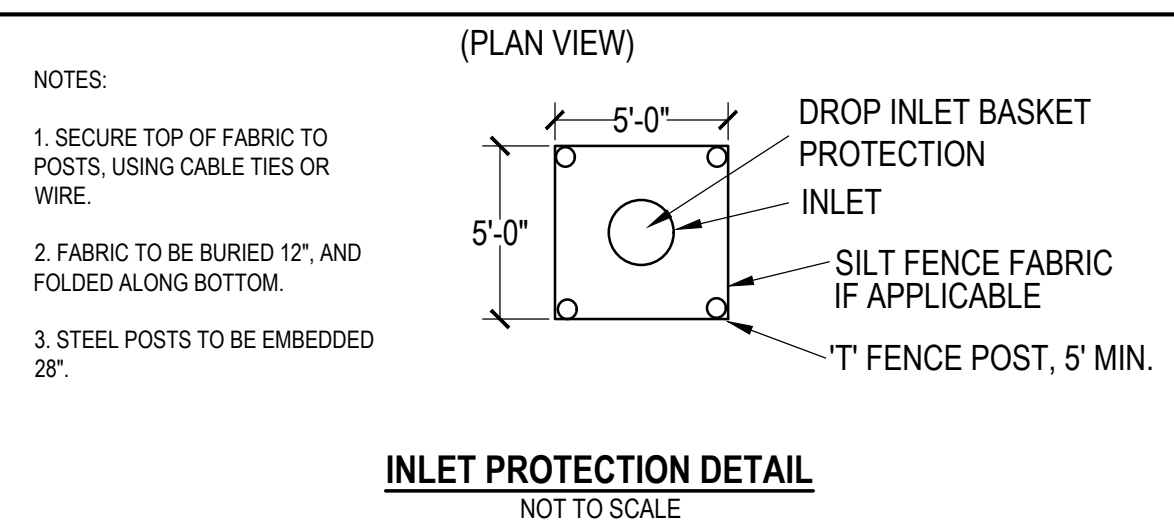 (PLAN VIEW)
NOTES:
1. SECURE TOP OF FABRIC TO
POSTS, USING CABLE TIES OR
WIRE.
2. FABRIC TO BE BURIED 12", AND
FOLDED ALONG BOTTOM.
3. STEEL POSTS TO BE EMBEDDED
28".
5'-0"
5'-0"
DROP INLET BASKET
PROTECTION
INLET
SILT FENCE FABRIC
IF APPLICABLE
'T' FENCE POST, 5' MIN.
INLET PROTECTION DETAIL
NOT TO SCALE